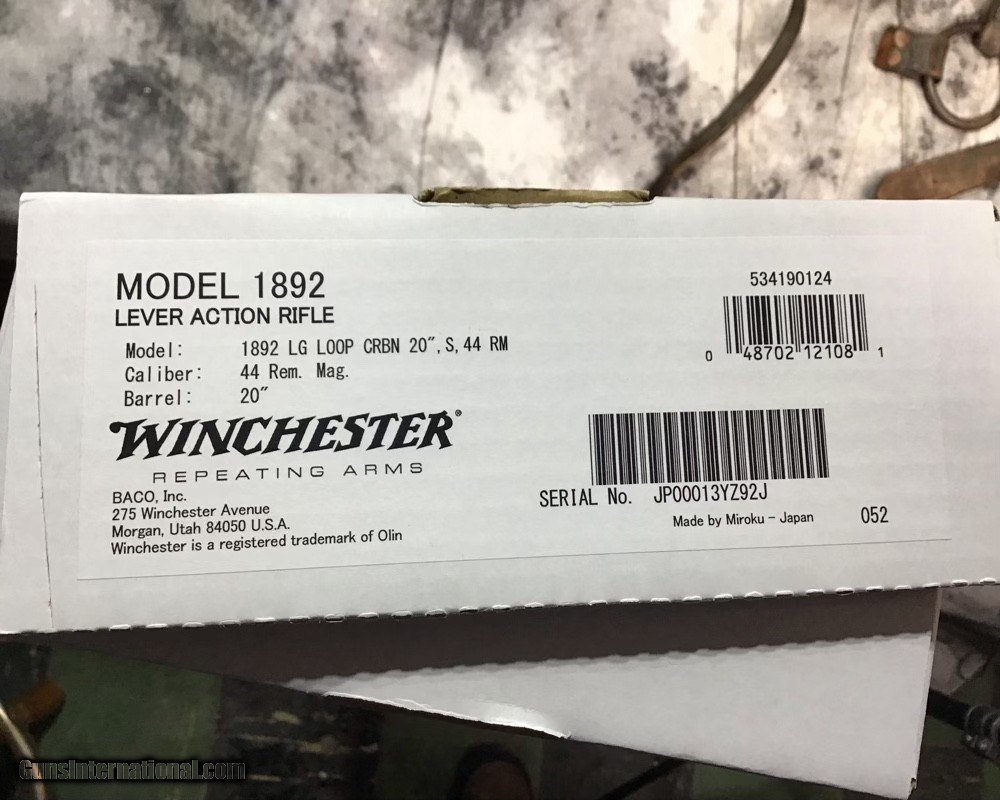 MODEL 1892
LEVER ACTION RIFLE
Model: 1892 LG LOOP CRBN 20″, S, 44 RM
Caliber: 44 Rem. Mag.
Barrel: 20″
WINCHESTER®
REPEATING ARMS
BACO, Inc.
275 Winchester Avenue
Morgan, Utah 84050 U.S.A.
Winchester is a registered trademark of Olin
534190124
0 48702 12108 1
SERIAL No. JP00013YZ92J
Made by Miroku - Japan 052
GunsInternational.com